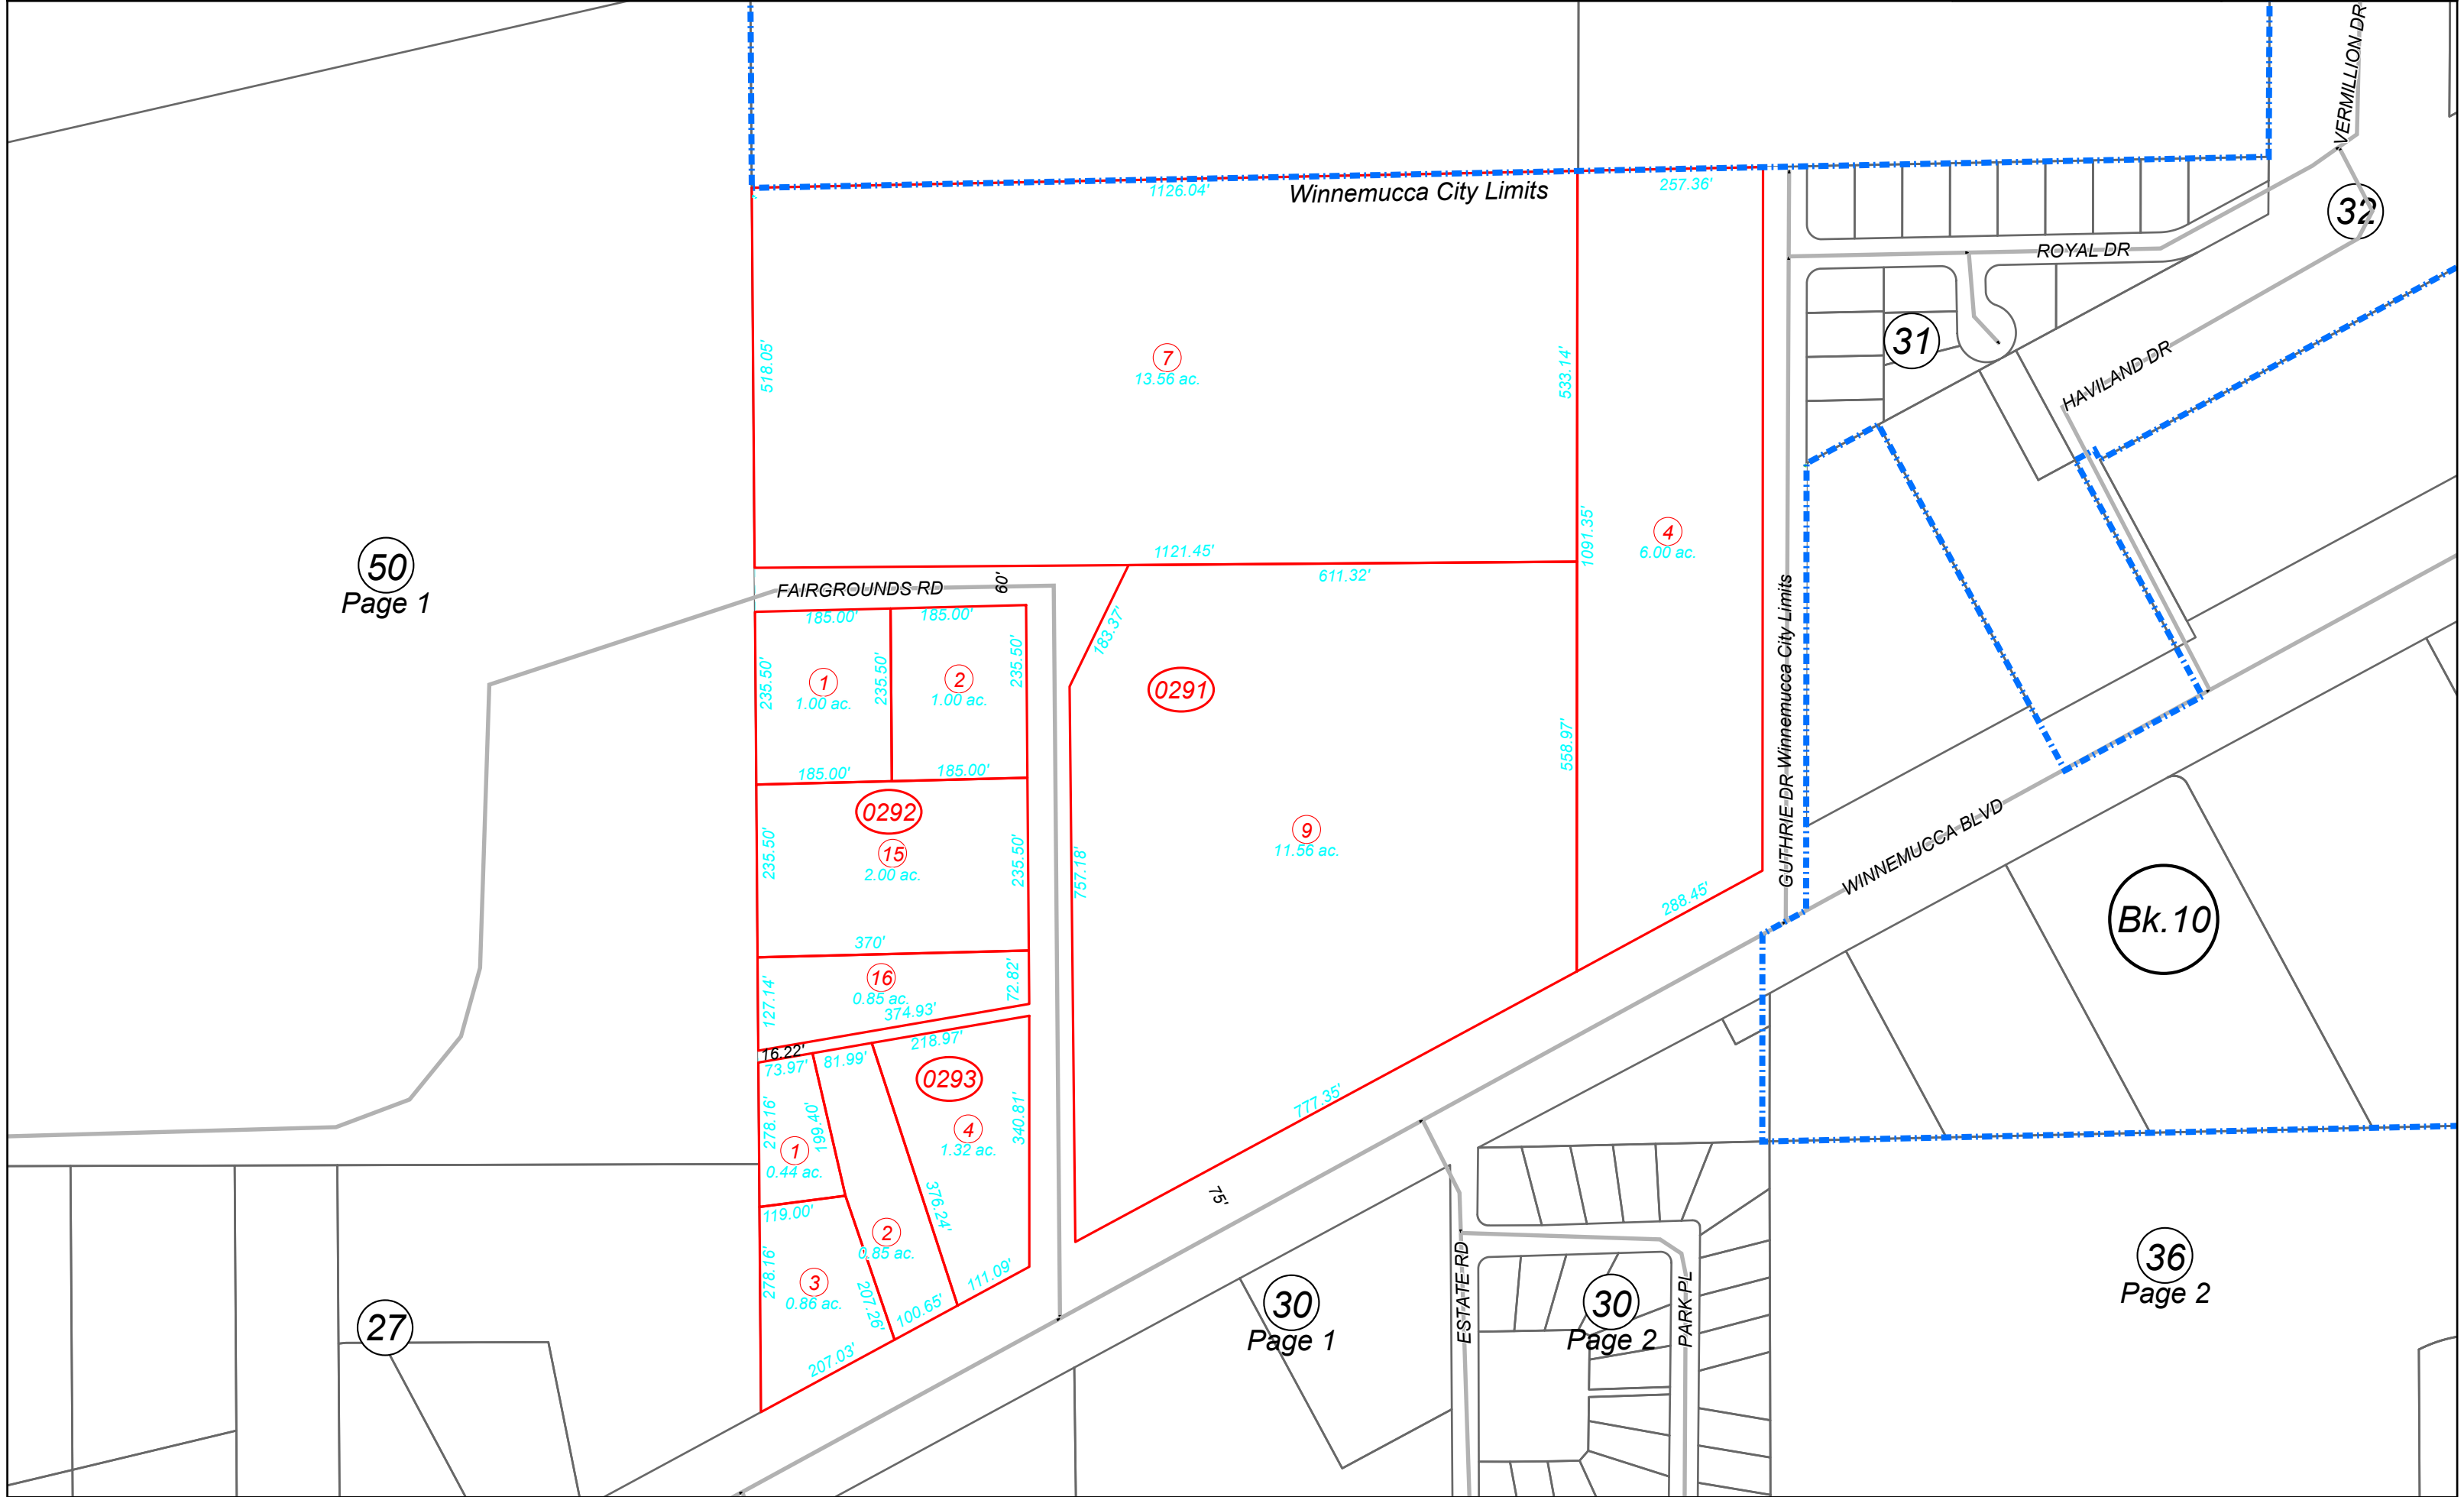 VERMILLION DR
1126.04'
Winnemucca City Limits
257.36'
32
ROYAL DR
518.05'
7
13.56 ac.
533.14'
31
HAVILAND DR
1091.35'
4
6.00 ac.
50
Page 1
1121.45'
611.32'
FAIRGROUNDS RD
60'
185.00'
185.00'
183.37'
235.50'
1
1.00 ac.
235.50'
2
1.00 ac.
235.50'
0291
GUTHRIE DR Winnemucca City Limits
558.97'
185.00'
185.00'
0292
235.50'
15
2.00 ac.
235.50'
757.18'
9
11.56 ac.
WINNEMUCCA BLVD
288.45'
Bk.10
370'
127.14'
16
0.85 ac.
72.82'
374.93'
16.22'
73.97'
81.99'
218.97'
0293
278.16'
199.40'
1
0.44 ac.
4
1.32 ac.
340.81'
777.35'
119.00'
376.24'
75'
2
0.85 ac.
278.16'
3
0.86 ac.
207.26'
111.09'
100.65'
207.03'
27
30
Page 1
ESTATE RD
30
Page 2
PARK PL
36
Page 2